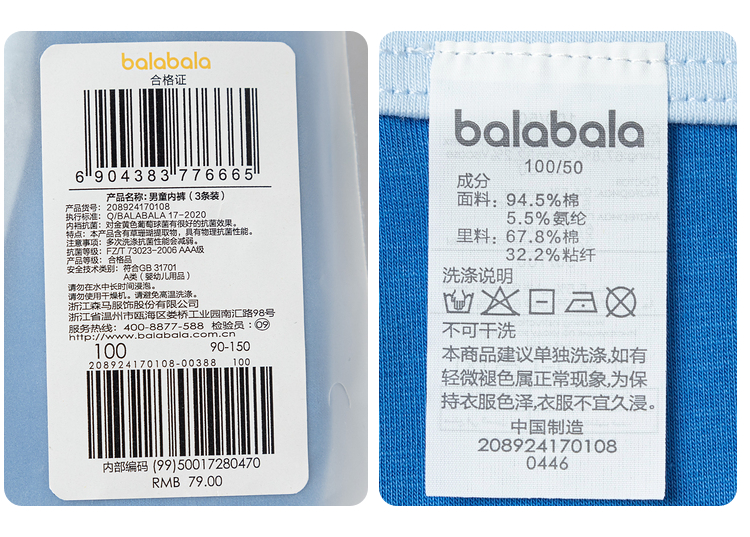 balabala
合格证
6 904383 776665
产品名称: 男童内裤（3条装）
产品货号: 208924170108
执行标准: Q/BALABALA 17-2020
内裆抗菌: 对金黄色葡萄球菌有很好的抗菌效果。
特点: 本产品含有草珊瑚提取物，具有物理抗菌性能。
注意事项: 多次洗涤抗菌性能会减弱。
抗菌等级: FZ/T 73023-2006 AAA级
产品等级: 合格品
安全技术类别: 符合GB 31701
A类（婴幼儿用品）
请勿在水中长时间浸泡。
请勿使用干燥机。请避免高温洗涤。
浙江森马服饰股份有限公司
浙江省温州市瓯海区娄桥工业园南汇路98号
服务热线: 400-8877-588 检验员: 09
http://www.balabala.com.cn
100 90-150
208924170108-00388 100
内部编码 (99)50017280470
RMB 79.00
balabala
100/50
成分
面料: 94.5%棉
5.5%氨纶
里料: 67.8%棉
32.2%粘纤
洗涤说明
不可干洗
本商品建议单独洗涤,如有
轻微褪色属正常现象,为保
持衣服色泽,衣服不宜久浸。
中国制造
208924170108
0446